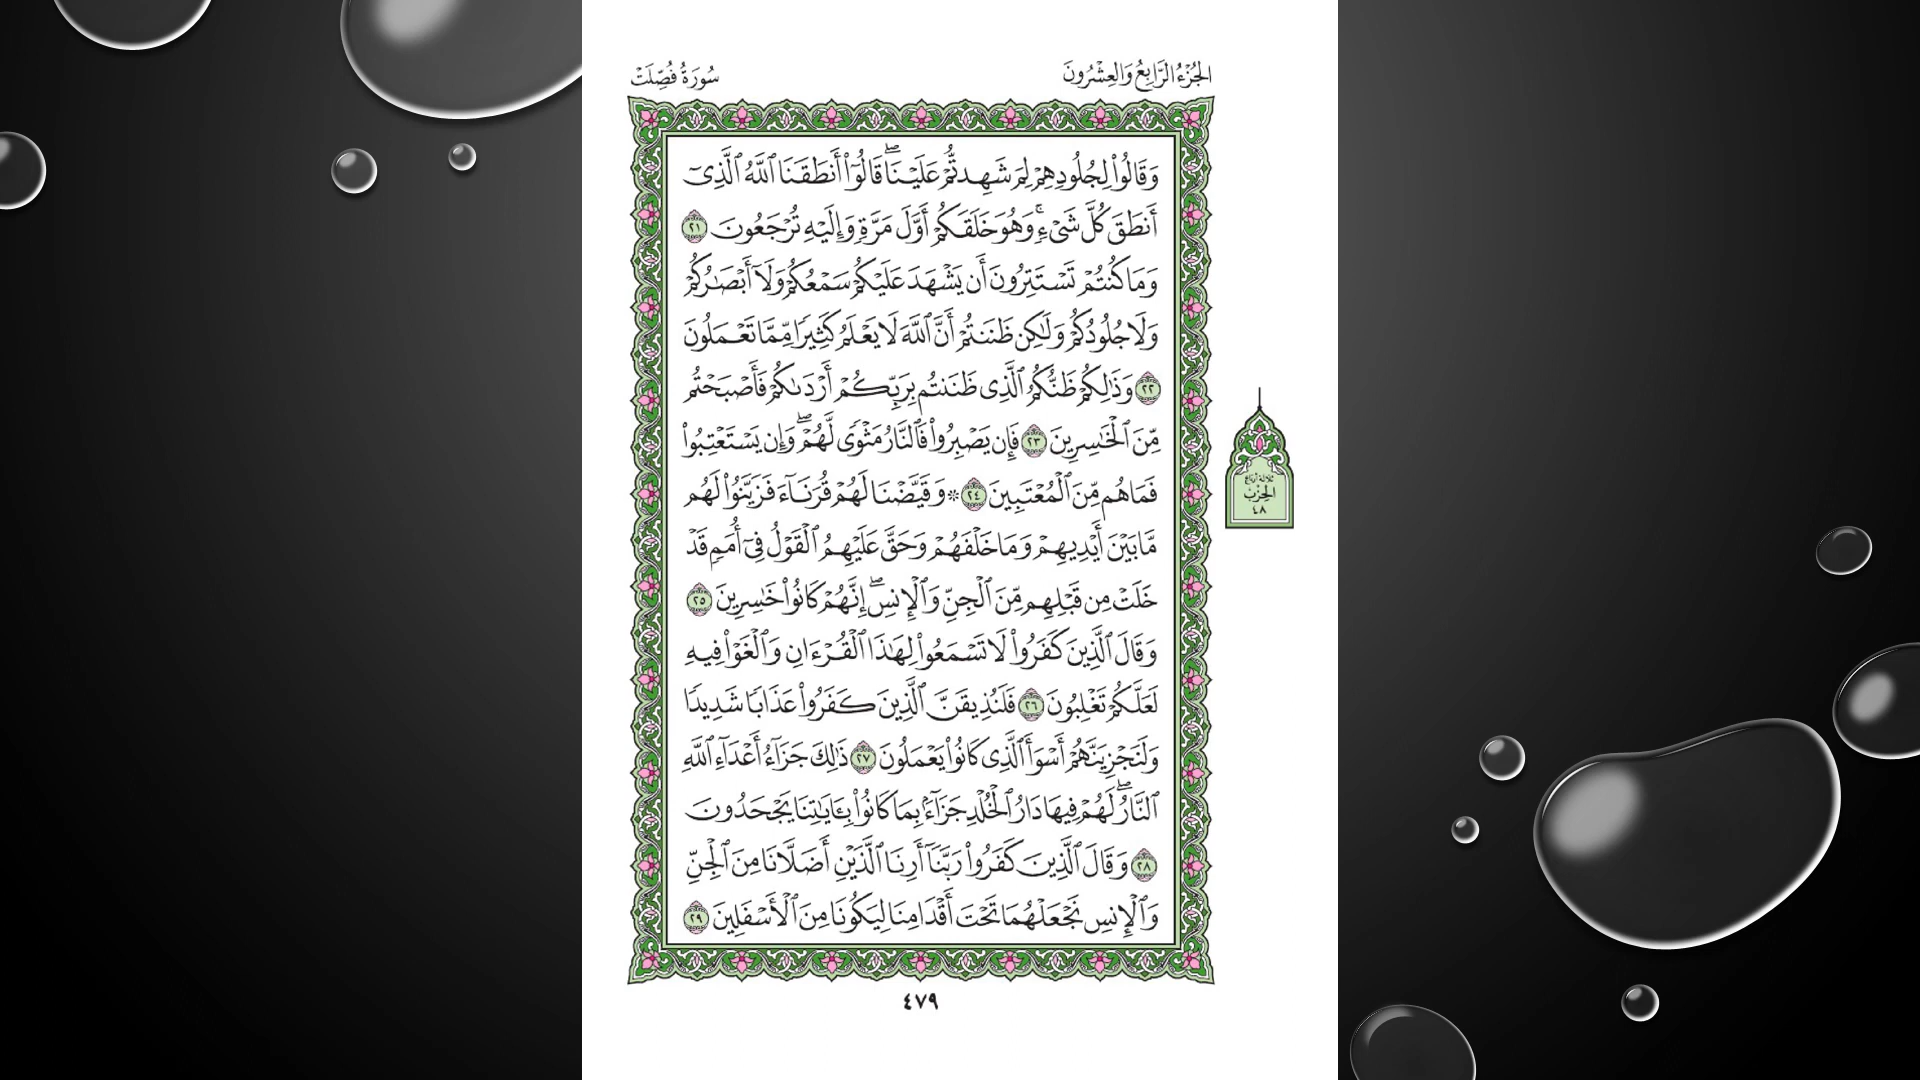 الجُزْءُ الرَّابِعُ وَالعِشْرُونَ
سُورَةُ فُصِّلَتْ
وَقَالُواْ لِجُلُودِهِمْ لِمَ شَهِدتُّمْ عَلَيْنَاۖ قَالُوٓاْ أَنطَقَنَا ٱللَّهُ ٱلَّذِىٓ
أَنطَقَ كُلَّ شَىْءٍۚ وَهُوَ خَلَقَكُمْ أَوَّلَ مَرَّةٍ وَإِلَيْهِ تُرْجَعُونَ ٢١
وَمَا كُنتُمْ تَسْتَتِرُونَ أَن يَشْهَدَ عَلَيْكُمْ سَمْعُكُمْ وَلَآ أَبْصَٰرُكُمْ
وَلَا جُلُودُكُمْ وَلَٰكِن ظَنَنتُمْ أَنَّ ٱللَّهَ لَا يَعْلَمُ كَثِيرًا مِّمَّا تَعْمَلُونَ
٢٢ وَذَٰلِكُمْ ظَنُّكُمُ ٱلَّذِى ظَنَنتُم بِرَبِّكُمْ أَرْدَىٰكُمْ فَأَصْبَحْتُم
مِّنَ ٱلْخَٰسِرِينَ ٢٣ فَإِن يَصْبِرُواْ فَٱلنَّارُ مَثْوًى لَّهُمْۖ وَإِن يَسْتَعْتِبُواْ
فَمَا هُم مِّنَ ٱلْمُعْتَبِينَ ٢٤ ۞ وَقَيَّضْنَا لَهُمْ قُرَنَآءَ فَزَيَّنُواْ لَهُم
مَّا بَيْنَ أَيْدِيهِمْ وَمَا خَلْفَهُمْ وَحَقَّ عَلَيْهِمُ ٱلْقَوْلُ فِىٓ أُمَمٍ قَدْ
خَلَتْ مِن قَبْلِهِم مِّنَ ٱلْجِنِّ وَٱلْإِنسِۖ إِنَّهُمْ كَانُواْ خَٰسِرِينَ ٢٥
وَقَالَ ٱلَّذِينَ كَفَرُواْ لَا تَسْمَعُواْ لِهَٰذَا ٱلْقُرْءَانِ وَٱلْغَوْاْ فِيهِ
لَعَلَّكُمْ تَغْلِبُونَ ٢٦ فَلَنُذِيقَنَّ ٱلَّذِينَ كَفَرُواْ عَذَابًا شَدِيدًا
وَلَنَجْزِيَنَّهُمْ أَسْوَأَ ٱلَّذِى كَانُواْ يَعْمَلُونَ ٢٧ ذَٰلِكَ جَزَآءُ أَعْدَآءِ ٱللَّهِ
ٱلنَّارُۖ لَهُمْ فِيهَا دَارُ ٱلْخُلْدِ جَزَآءًۢ بِمَا كَانُواْ بِـَٔايَٰتِنَا يَجْحَدُونَ
٢٨ وَقَالَ ٱلَّذِينَ كَفَرُواْ رَبَّنَآ أَرِنَا ٱلَّذَيْنِ أَضَلَّانَا مِنَ ٱلْجِنِّ
وَٱلْإِنسِ نَجْعَلْهُمَا تَحْتَ أَقْدَامِنَا لِيَكُونَا مِنَ ٱلْأَسْفَلِينَ ٢٩
ثلاثة أرباع
الحِزْب
٤٨
٤٧٩